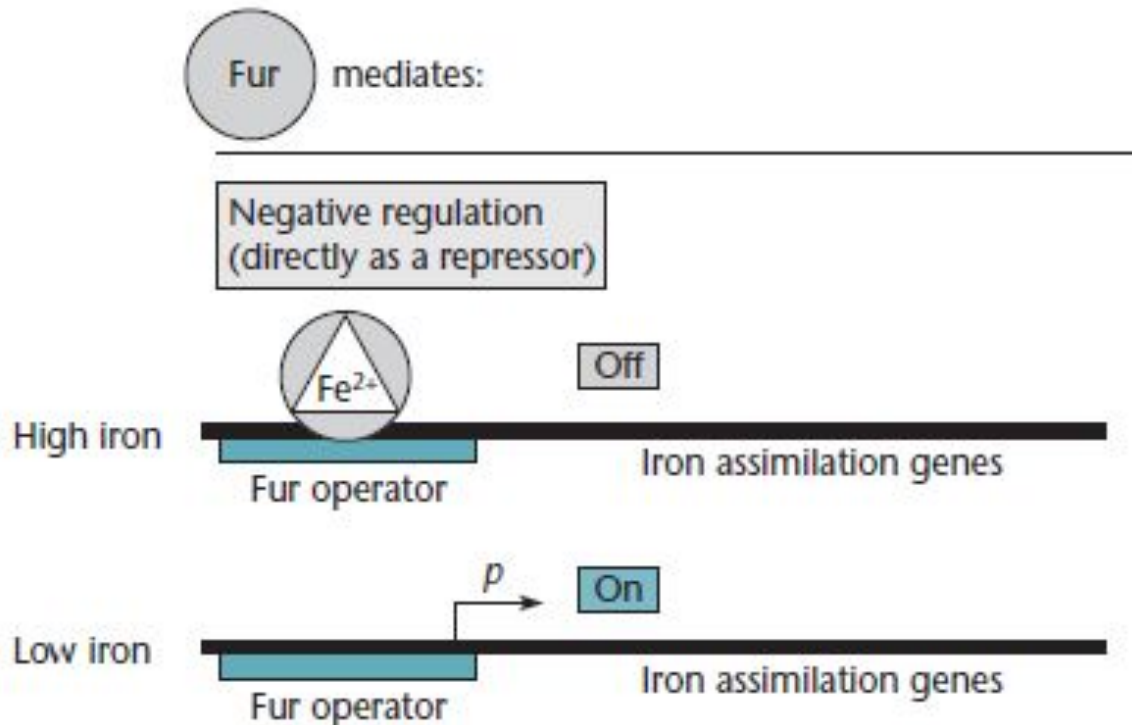 Fur mediates:
Negative regulation
(directly as a repressor)
Fe²⁺
Off
High iron
Iron assimilation genes
Fur operator
p
On
Low iron
Iron assimilation genes
Fur operator